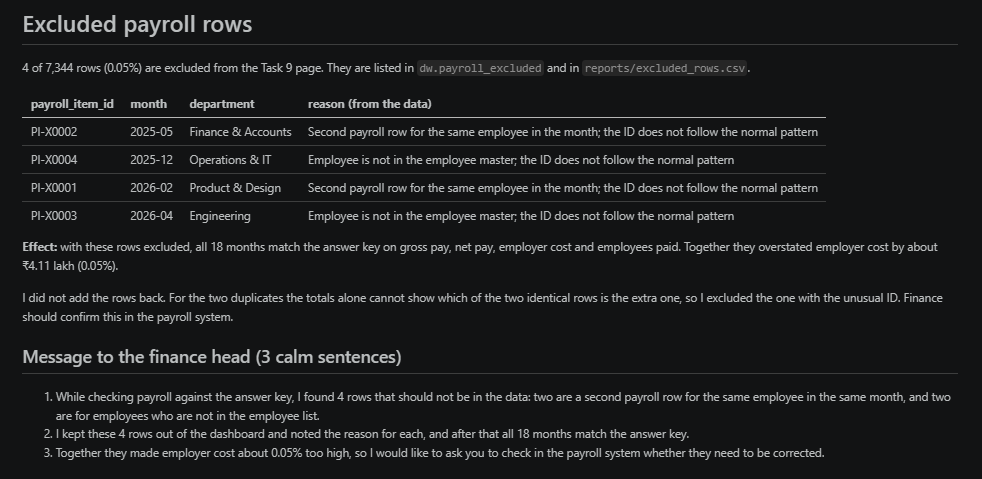 Excluded payroll rows
4 of 7,344 rows (0.05%) are excluded from the Task 9 page. They are listed in dw.payroll_excluded and in reports/excluded_rows.csv.
payroll_item_id month department reason (from the data)
PI-X0002 2025-05 Finance & Accounts Second payroll row for the same employee in the month; the ID does not follow the normal pattern
PI-X0004 2025-12 Operations & IT Employee is not in the employee master; the ID does not follow the normal pattern
PI-X0001 2026-02 Product & Design Second payroll row for the same employee in the month; the ID does not follow the normal pattern
PI-X0003 2026-04 Engineering Employee is not in the employee master; the ID does not follow the normal pattern
Effect: with these rows excluded, all 18 months match the answer key on gross pay, net pay, employer cost and employees paid. Together they overstated employer cost by about
₹4.11 lakh (0.05%).
I did not add the rows back. For the two duplicates the totals alone cannot show which of the two identical rows is the extra one, so I excluded the one with the unusual ID. Finance
should confirm this in the payroll system.
Message to the finance head (3 calm sentences)
1. While checking payroll against the answer key, I found 4 rows that should not be in the data: two are a second payroll row for the same employee in the same month, and two
are for employees who are not in the employee list.
2. I kept these 4 rows out of the dashboard and noted the reason for each, and after that all 18 months match the answer key.
3. Together they made employer cost about 0.05% too high, so I would like to ask you to check in the payroll system whether they need to be corrected.